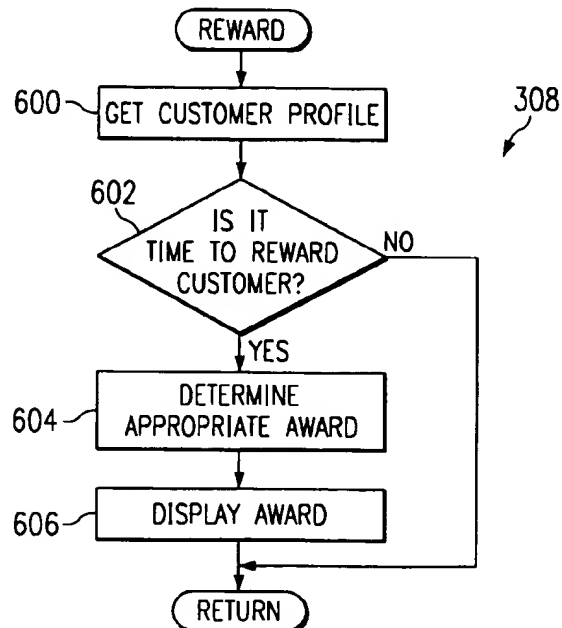 REWARD
600
GET CUSTOMER PROFILE
308
602
IS IT
TIME TO REWARD
CUSTOMER?
NO
YES
604
DETERMINE
APPROPRIATE AWARD
606
DISPLAY AWARD
RETURN